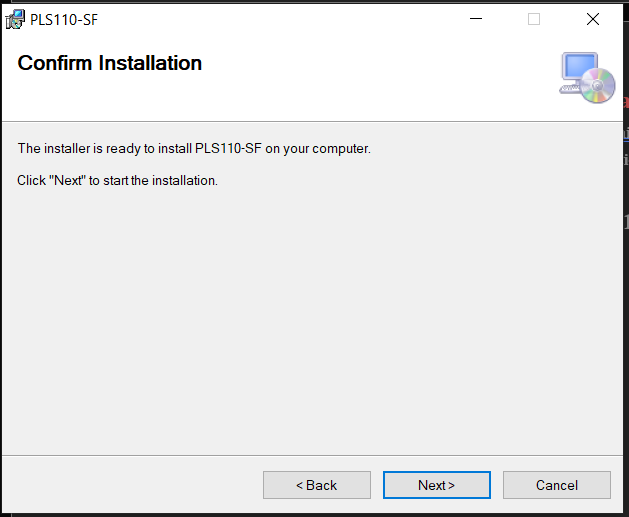 PLS110-SF
Confirm Installation
The installer is ready to install PLS110-SF on your computer.
Click "Next" to start the installation.
< Back
Next >
Cancel